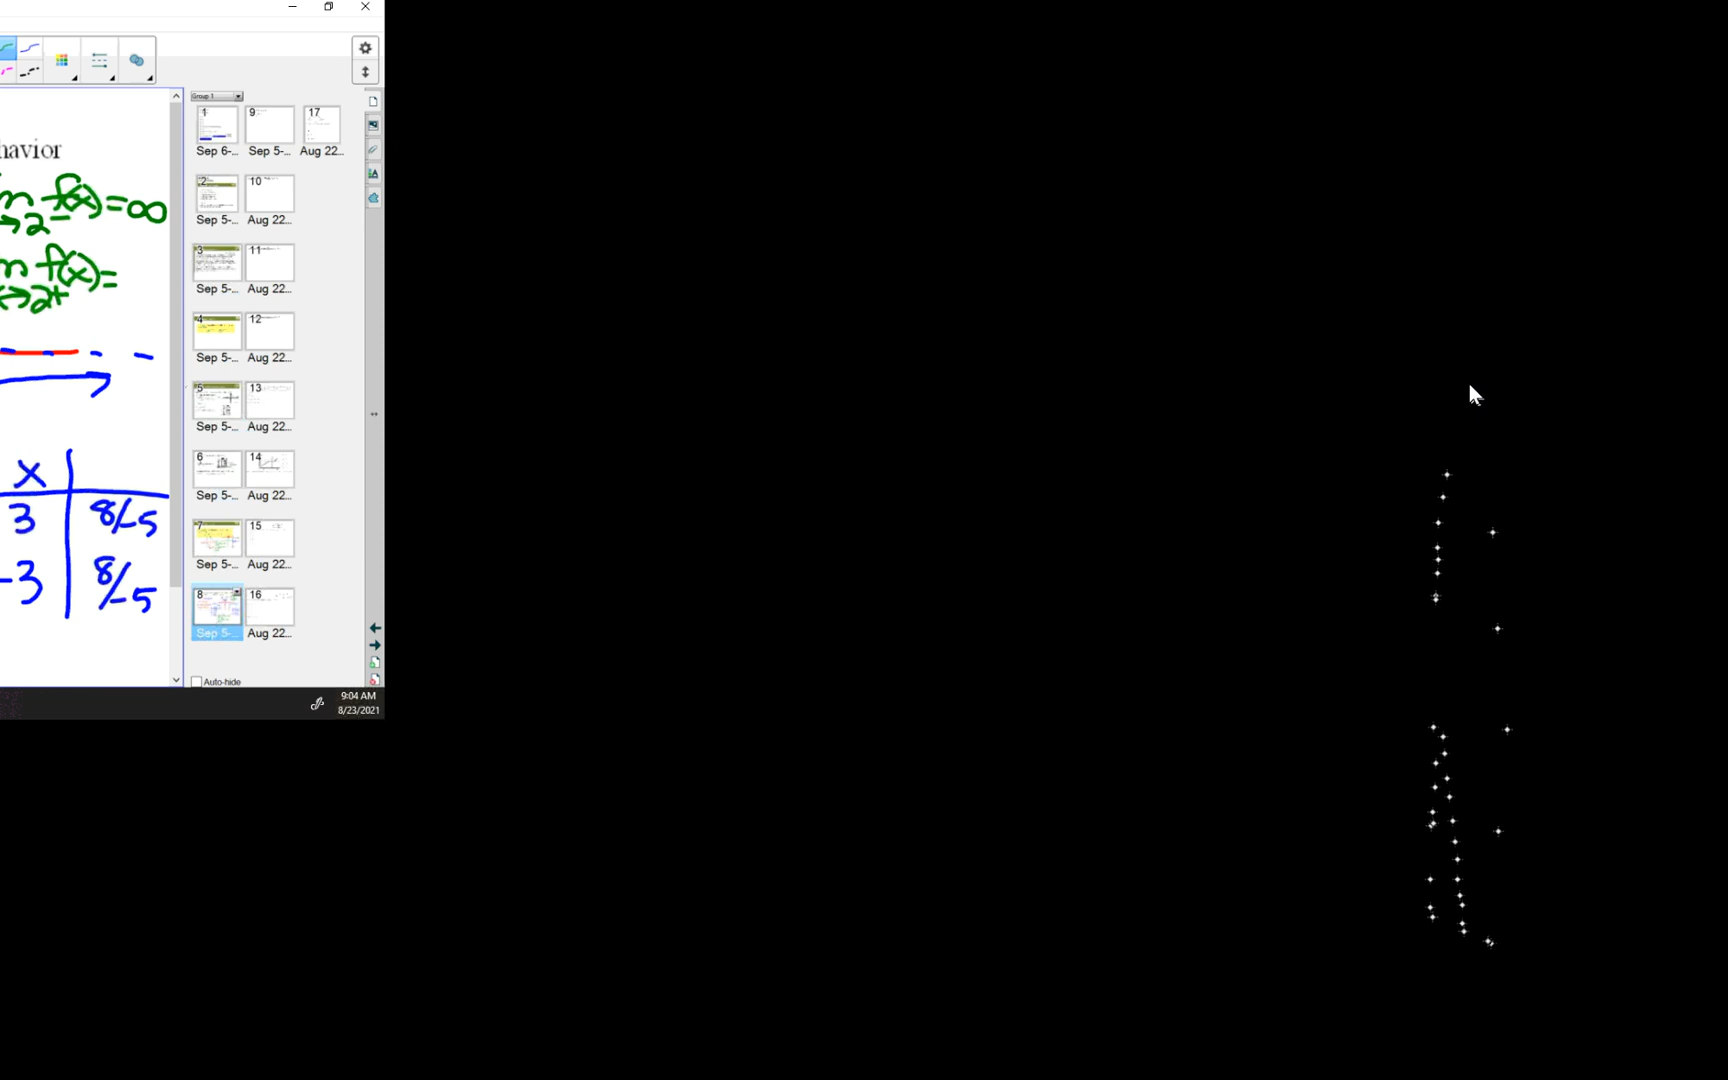 Group 1
1 9 17
Sep 6-... Sep 5-... Aug 22...
2 10
Sep 5-... Aug 22...
3 11
Sep 5-... Aug 22...
4 12
Sep 5-... Aug 22...
5 13
Sep 5-... Aug 22...
6 14
Sep 5-... Aug 22...
7 15
Sep 5-... Aug 22...
8 16
Sep 5-... Aug 22...
Auto-hide
havior
m f(x)=∞
→2-
m f(x)=
→2+
x
3 8/-5
-3 8/-5
9:04 AM
8/23/2021